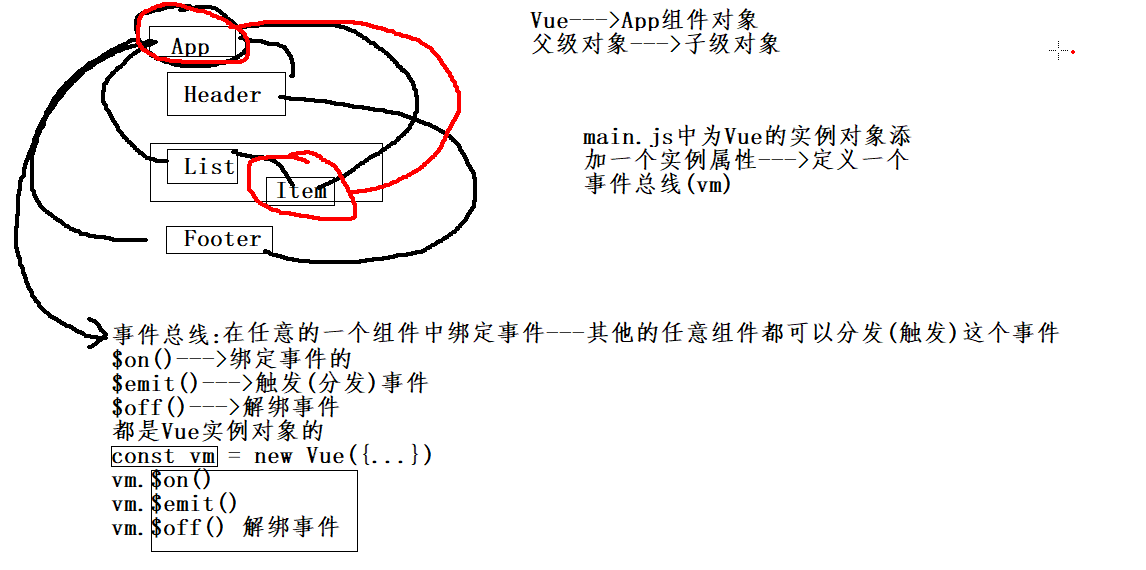 App
Header
List
Item
Footer
Vue--->App组件对象
父级对象--->子级对象
main.js中为Vue的实例对象添
加一个实例属性--->定义一个
事件总线(vm)
事件总线:在任意的一个组件中绑定事件---其他的任意组件都可以分发(触发)这个事件
$on()--->绑定事件的
$emit()--->触发(分发)事件
$off()--->解绑事件
都是Vue实例对象的
const vm = new Vue({...})
vm.$on()
vm.$emit()
vm.$off() 解绑事件